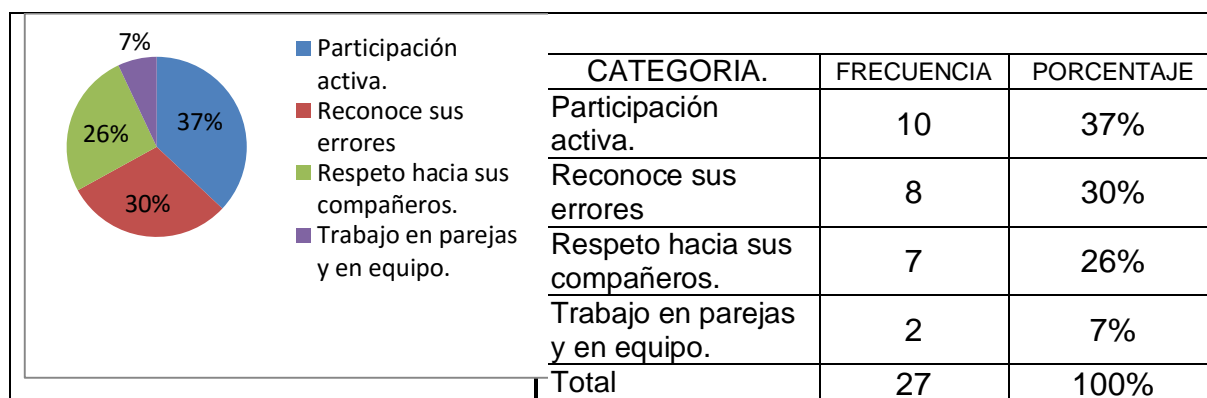 7%
37%
26%
30%
Participación
activa.
Reconoce sus
errores
Respeto hacia sus
compañeros.
Trabajo en parejas
y en equipo.
CATEGORIA. FRECUENCIA PORCENTAJE
Participación
activa. 10 37%
Reconoce sus
errores 8 30%
Respeto hacia sus
compañeros. 7 26%
Trabajo en parejas
y en equipo. 2 7%
Total 27 100%